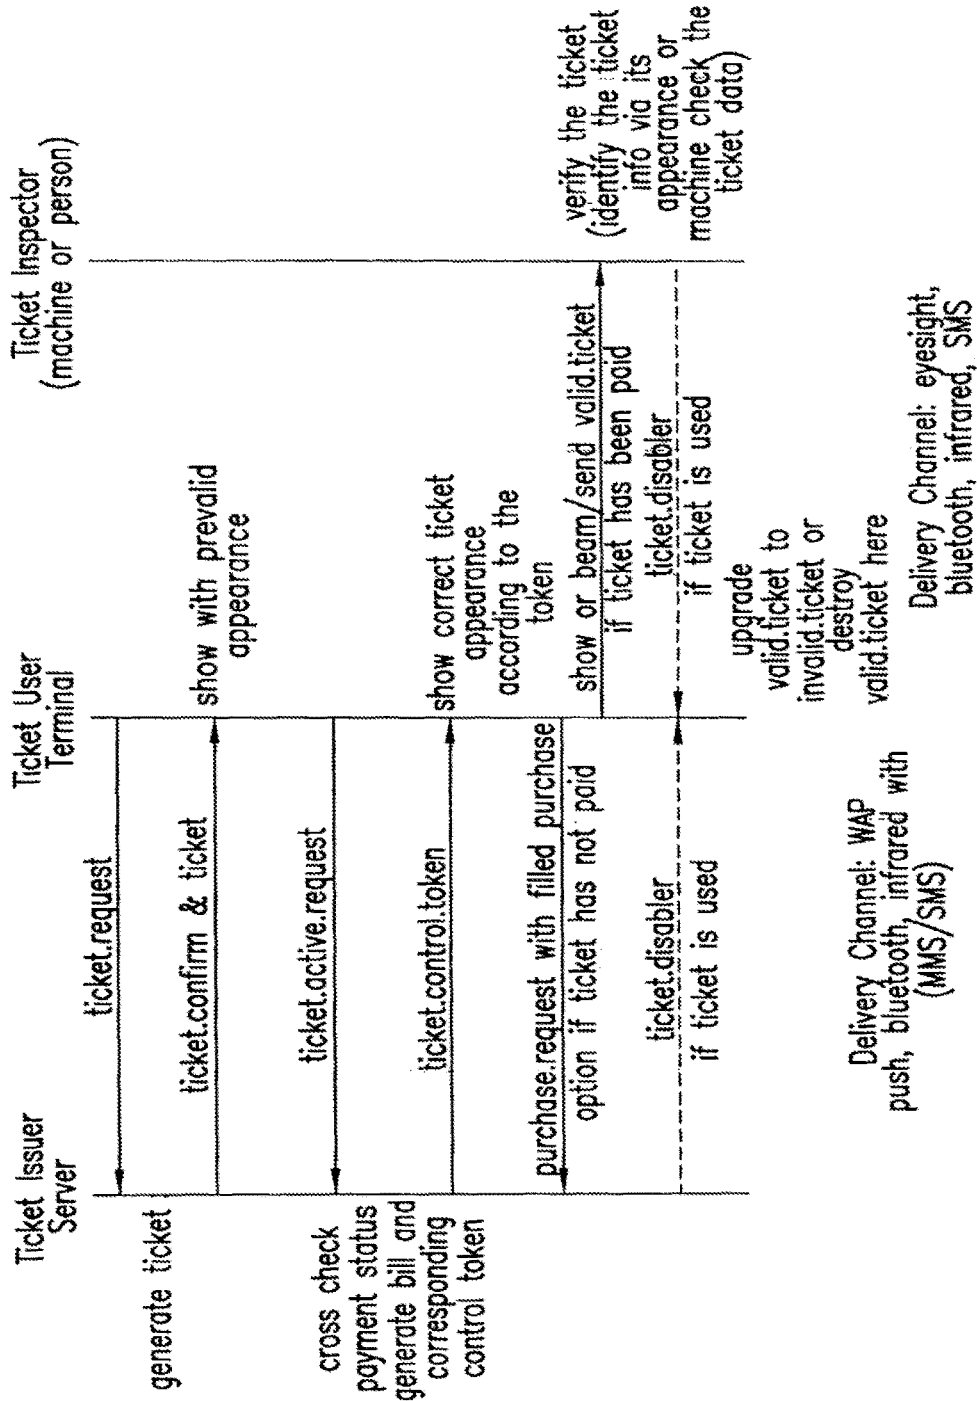 Ticket Issuer
Server
Ticket User
Terminal
Ticket Inspector
(machine or person)
ticket.request
generate ticket
ticket.confirm & ticket
show with prevalid
appearance
ticket.active.request
cross check
payment status
generate bill and
corresponding
control token
ticket.control.token
show correct ticket
appearance
according to the
token
purchase.request with filled purchase
option if ticket has not paid
show or beam/send valid.ticket
if ticket has been paid
verify the ticket
(identify the ticket
info via its
appearance or
machine check the
ticket data)
ticket.disabler
if ticket is used
ticket.disabler
if ticket is used
upgrade
valid.ticket to
invalid.ticket or
destroy
valid.ticket here
Delivery Channel: WAP
push, bluetooth, infrared with
(MMS/SMS)
Delivery Channel: eyesight,
bluetooth, infrared, SMS